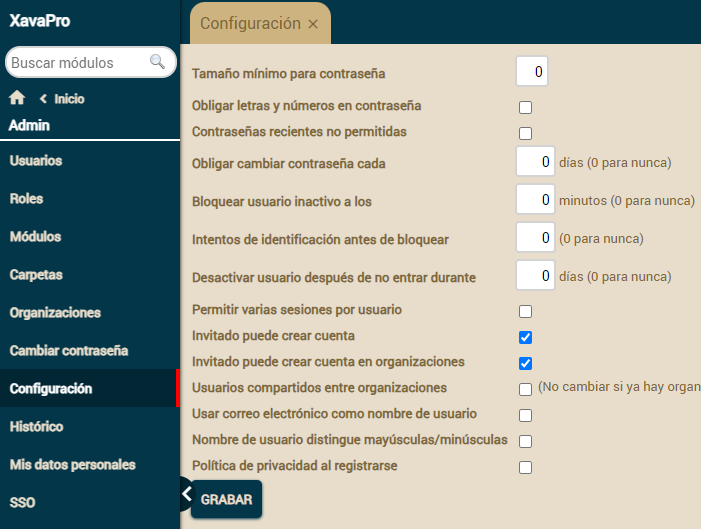 XavaPro
Buscar módulos
Inicio
Admin
Usuarios
Roles
Módulos
Carpetas
Organizaciones
Cambiar contraseña
Configuración
Histórico
Mis datos personales
SSO
Configuración ×
Tamaño mínimo para contraseña 0
Obligar letras y números en contraseña
Contraseñas recientes no permitidas
Obligar cambiar contraseña cada 0 días (0 para nunca)
Bloquear usuario inactivo a los 0 minutos (0 para nunca)
Intentos de identificación antes de bloquear 0 (0 para nunca)
Desactivar usuario después de no entrar durante 0 días (0 para nunca)
Permitir varias sesiones por usuario
Invitado puede crear cuenta
Invitado puede crear cuenta en organizaciones
Usuarios compartidos entre organizaciones (No cambiar si ya hay organ
Usar correo electrónico como nombre de usuario
Nombre de usuario distingue mayúsculas/minúsculas
Política de privacidad al registrarse
GRABAR